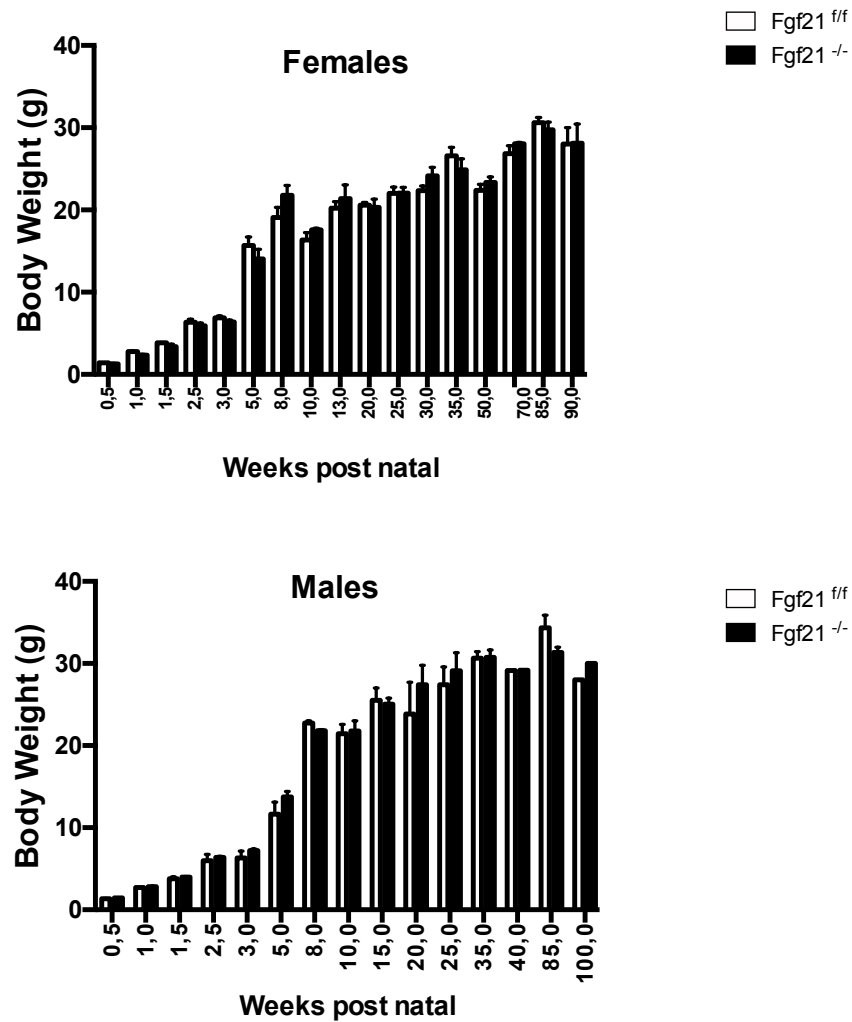 Females
Fgf21 f/f
Fgf21 -/-
Body Weight (g)
40
30
20
10
0
0,5 1,0 1,5 2,5 3,0 5,0 8,0 10,0 13,0 20,0 25,0 30,0 35,0 50,0 70,0 85,0 90,0
Weeks post natal
Males
Fgf21 f/f
Fgf21 -/-
Body Weight (g)
40
30
20
10
0
0,5 1,0 1,5 2,5 3,0 5,0 8,0 10,0 15,0 20,0 25,0 35,0 40,0 85,0 100,0
Weeks post natal